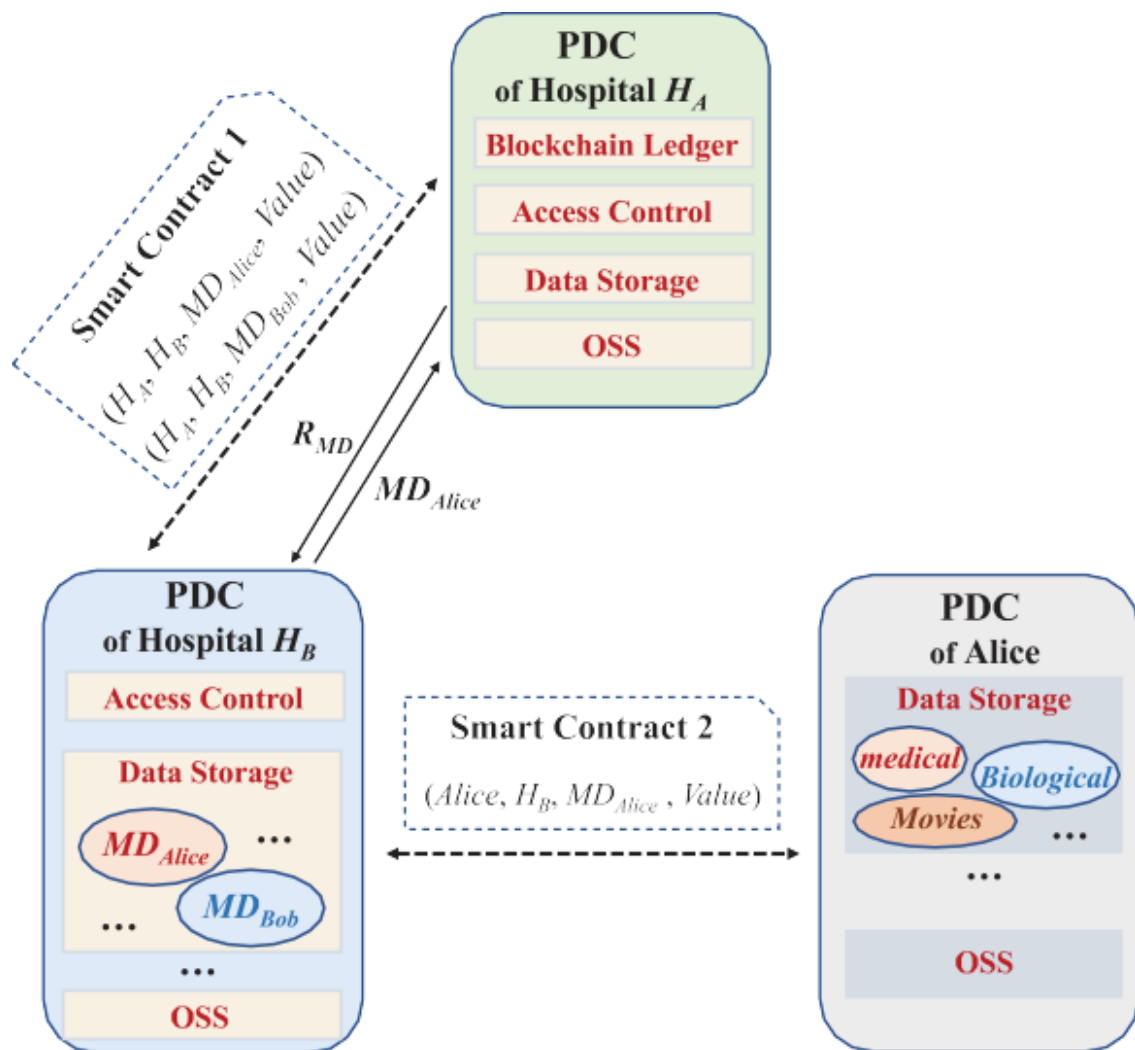 PDC
of Hospital H_A
Blockchain Ledger
Access Control
Data Storage
OSS
Smart Contract 1
(H_A, H_B, MD_Alice, Value)
(H_A, H_B, MD_Bob, Value)
R_MD
MD_Alice
PDC
of Hospital H_B
Access Control
Data Storage
MD_Alice
...
MD_Bob
...
...
OSS
Smart Contract 2
(Alice, H_B, MD_Alice, Value)
PDC
of Alice
Data Storage
medical
Biological
Movies
...
...
OSS